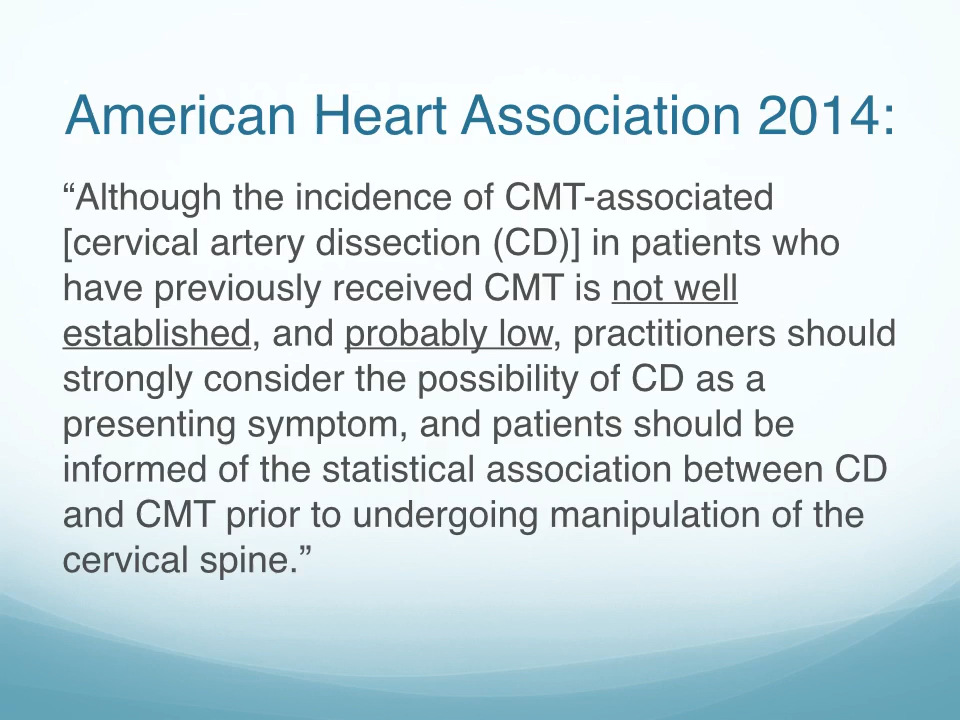 American Heart Association 2014:
“Although the incidence of CMT-associated
[cervical artery dissection (CD)] in patients who
have previously received CMT is not well
established, and probably low, practitioners should
strongly consider the possibility of CD as a
presenting symptom, and patients should be
informed of the statistical association between CD
and CMT prior to undergoing manipulation of the
cervical spine.”